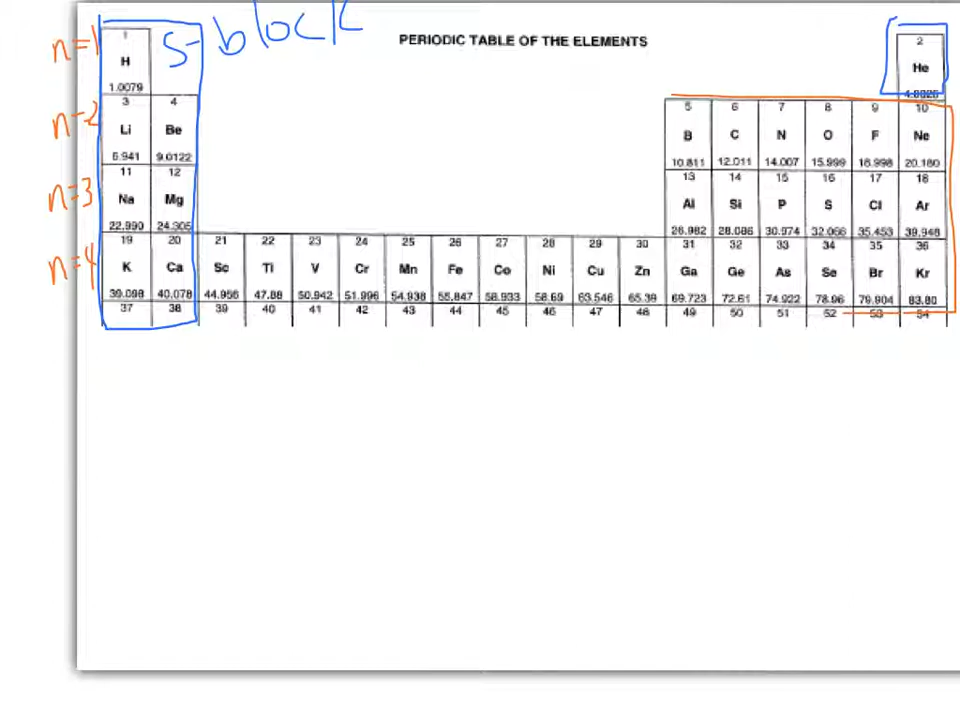 n=1
s-block
PERIODIC TABLE OF THE ELEMENTS
1 2
H He
1.0079 4.0026
n=2
3 4 5 6 7 8 9 10
Li Be B C N O F Ne
6.941 9.0122 10.811 12.011 14.007 15.999 18.998 20.180
n=3
11 12 13 14 15 16 17 18
Na Mg Al Si P S Cl Ar
22.990 24.305 26.982 28.086 30.974 32.066 35.453 39.948
n=4
19 20 21 22 23 24 25 26 27 28 29 30 31 32 33 34 35 36
K Ca Sc Ti V Cr Mn Fe Co Ni Cu Zn Ga Ge As Se Br Kr
39.098 40.078 44.956 47.88 50.942 51.996 54.938 55.847 58.933 58.69 63.546 65.39 69.723 72.61 74.922 78.96 79.904 83.80
37 38 39 40 41 42 43 44 45 46 47 48 49 50 51 52 53 54